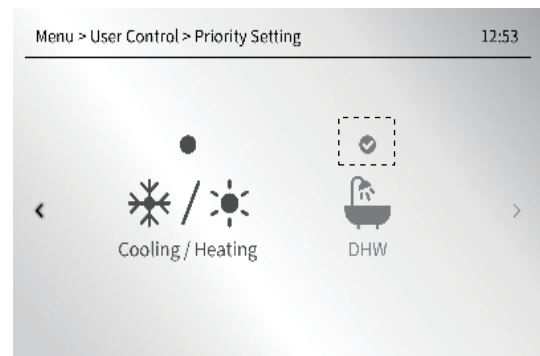 Menu > User Control > Priority Setting
12:53
Cooling / Heating
DHW